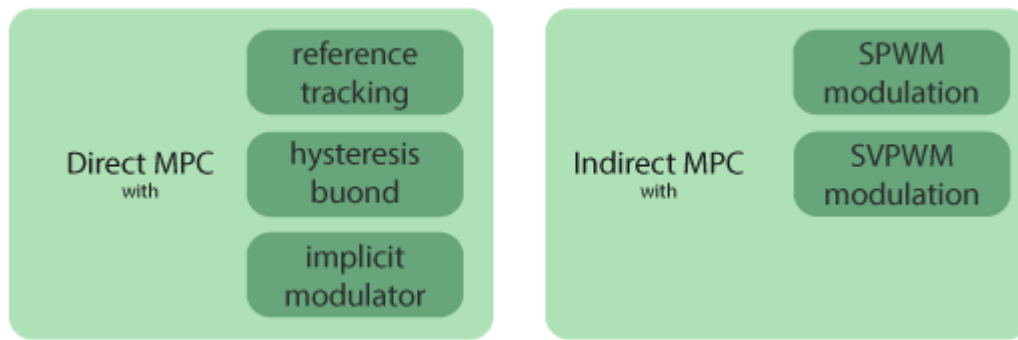 Direct MPC
with
reference
tracking
hysteresis
buond
implicit
modulator
Indirect MPC
with
SPWM
modulation
SVPWM
modulation